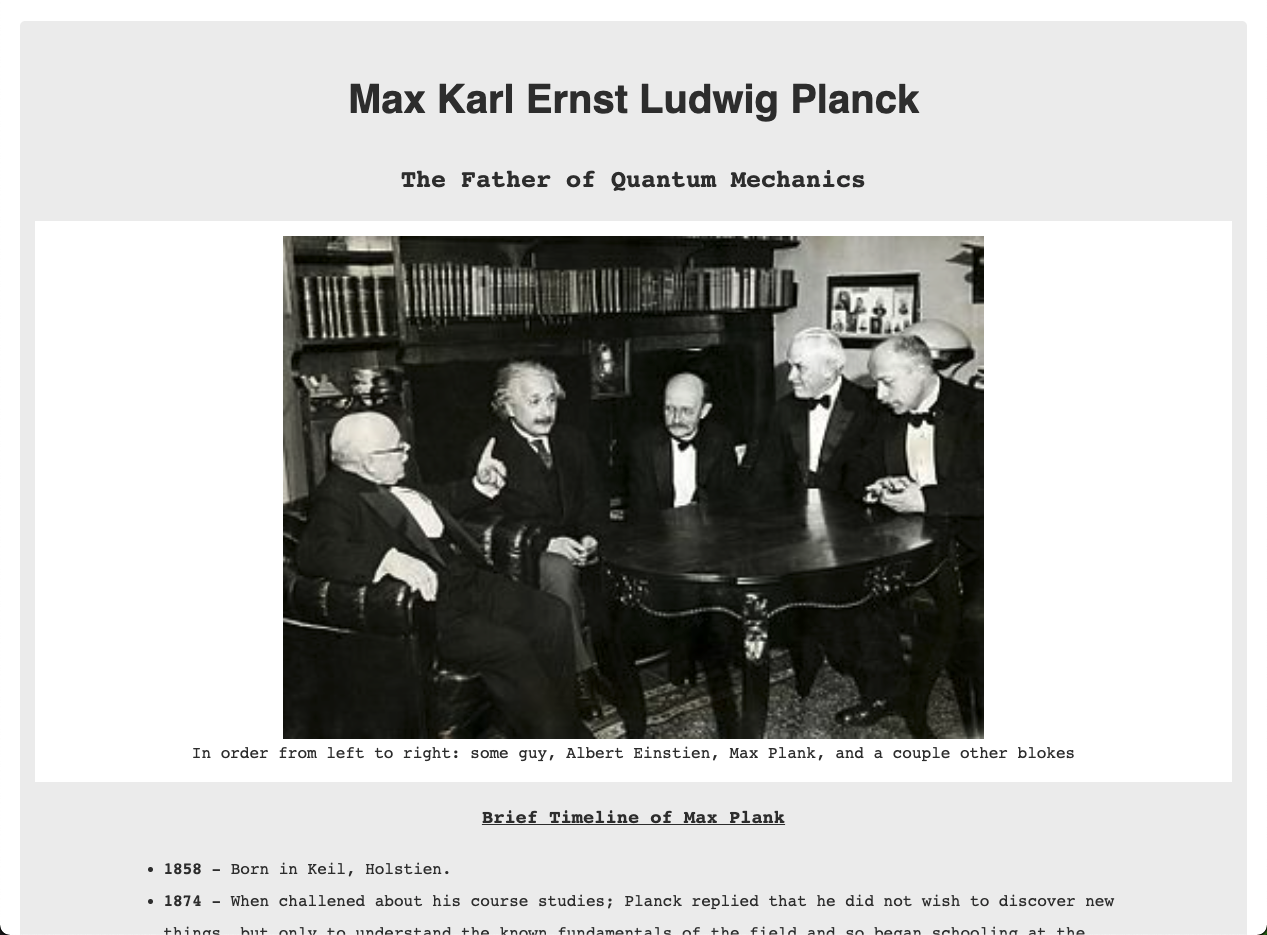 Max Karl Ernst Ludwig Planck
The Father of Quantum Mechanics
In order from left to right: some guy, Albert Einstien, Max Plank, and a couple other blokes
Brief Timeline of Max Plank
• 1858 - Born in Keil, Holstien.
• 1874 - When challened about his course studies; Planck replied that he did not wish to discover new
things, but only to understand the known fundamentals of the field and so began schooling at the